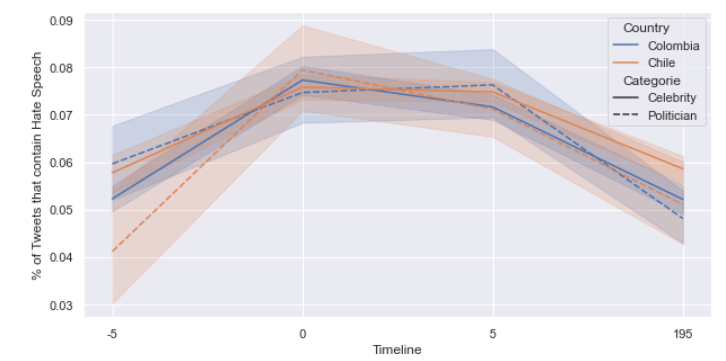 0.09
0.08
0.07
0.06
0.05
0.04
0.03
% of Tweets that contain Hate Speech
-5
0
5
195
Timeline
Country
Colombia
Chile
Categorie
Celebrity
Politician